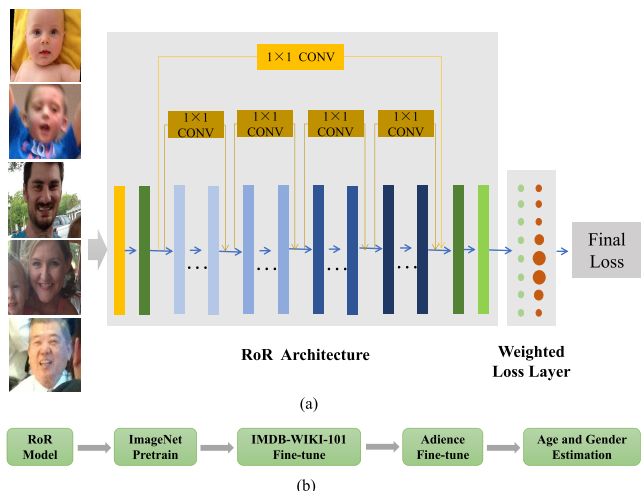 1×1 CONV
1×1
CONV
1×1
CONV
1×1
CONV
1×1
CONV
...
...
...
...
Final
Loss
RoR Architecture
Weighted
Loss Layer
(a)
RoR
Model
ImageNet
Pretrain
IMDB-WIKI-101
Fine-tune
Adience
Fine-tune
Age and Gender
Estimation
(b)